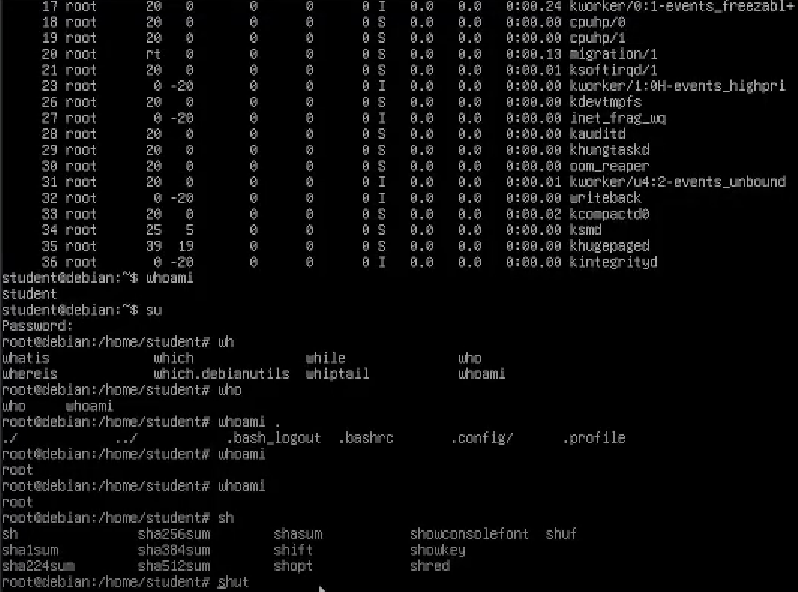 17 root 20 0 0 0 0 I 0.0 0.0 0:00.24 kworker/0:1-events_freezabl+
18 root 20 0 0 0 0 S 0.0 0.0 0:00.00 cpuhp/0
19 root 20 0 0 0 0 S 0.0 0.0 0:00.00 cpuhp/1
20 root rt 0 0 0 0 S 0.0 0.0 0:00.13 migration/1
21 root 20 0 0 0 0 S 0.0 0.0 0:00.01 ksoftirqd/1
23 root 0 -20 0 0 0 I 0.0 0.0 0:00.00 kworker/1:0H-events_highpri
26 root 20 0 0 0 0 S 0.0 0.0 0:00.00 kdevtmpfs
27 root 0 -20 0 0 0 I 0.0 0.0 0:00.00 inet_frag_wq
28 root 20 0 0 0 0 S 0.0 0.0 0:00.00 kauditd
29 root 20 0 0 0 0 S 0.0 0.0 0:00.00 khungtaskd
30 root 20 0 0 0 0 S 0.0 0.0 0:00.00 oom_reaper
31 root 20 0 0 0 0 I 0.0 0.0 0:00.01 kworker/u4:2-events_unbound
32 root 0 -20 0 0 0 I 0.0 0.0 0:00.00 writeback
33 root 20 0 0 0 0 S 0.0 0.0 0:00.02 kcompactd0
34 root 25 5 0 0 0 S 0.0 0.0 0:00.00 ksmd
35 root 39 19 0 0 0 S 0.0 0.0 0:00.00 khugepaged
36 root 0 -20 0 0 0 I 0.0 0.0 0:00.00 kintegrityd
student@debian:~$ whoami
student
student@debian:~$ su
Password:
root@debian:/home/student# wh
whatis which while who
whereis which.debianutils whiptail whoami
root@debian:/home/student# who
who whoami
root@debian:/home/student# whoami .
./ ../ .bash_logout .bashrc .config/ .profile
root@debian:/home/student# whoami
root
root@debian:/home/student# whoami
root
root@debian:/home/student# sh
sh sha256sum shasum showconsolefont shuf
sha1sum sha384sum shift showkey
sha224sum sha512sum shopt shred
root@debian:/home/student# shut